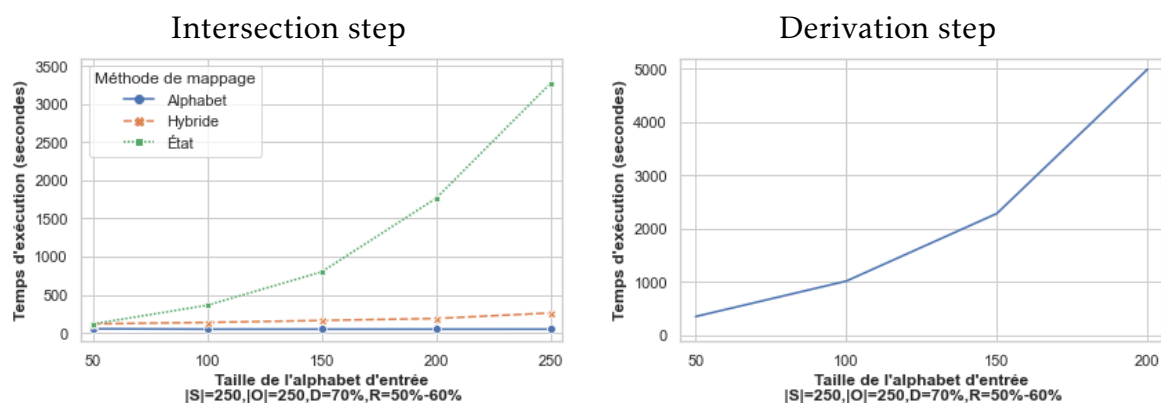 Intersection step
Temps d'exécution (secondes)
3500
3000
2500
2000
1500
1000
500
0
Méthode de mappage
Alphabet
Hybride
État
50
100
150
200
250
Taille de l'alphabet d'entrée
|S|=250,|O|=250,D=70%,R=50%-60%
Derivation step
Temps d'exécution (secondes)
5000
4000
3000
2000
1000
0
50
100
150
200
Taille de l'alphabet d'entrée
|S|=250,|O|=250,D=70%,R=50%-60%